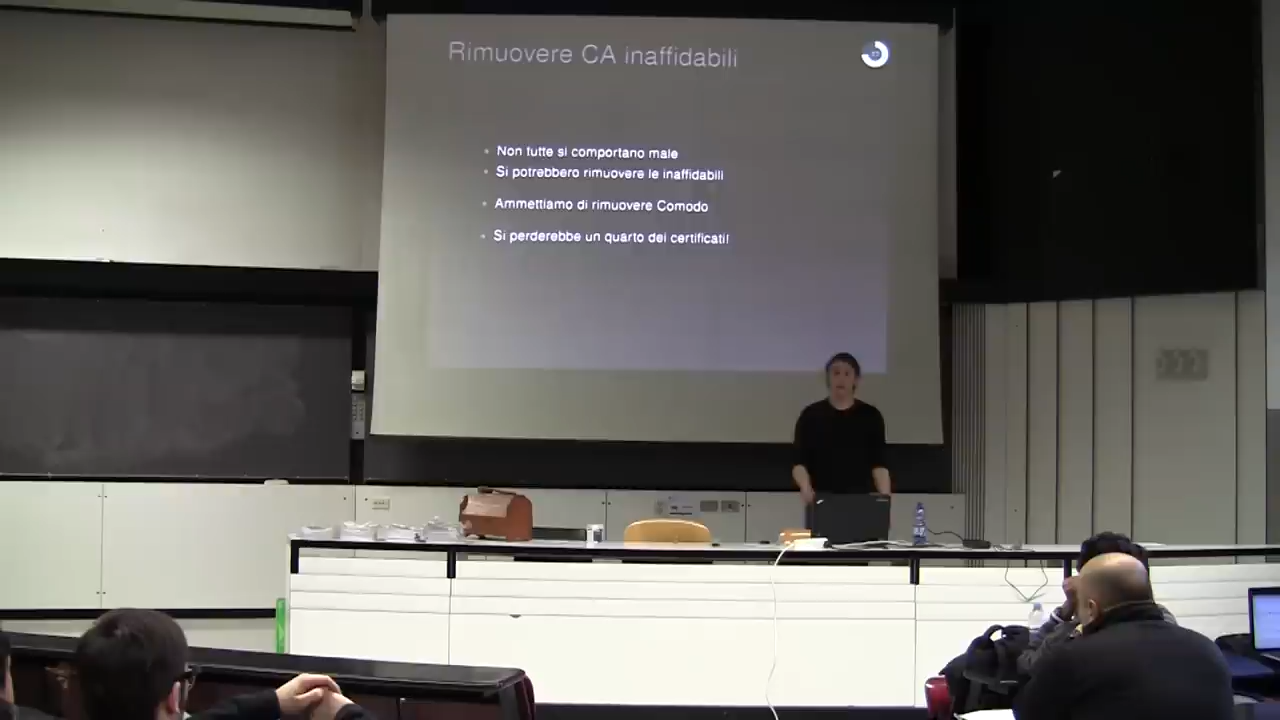 Rimuovere CA inaffidabili
Non tutte si comportano male
Si potrebbero rimuovere le inaffidabili
Ammettiamo di rimuovere Comodo
Si perderebbe un quarto dei certificati!